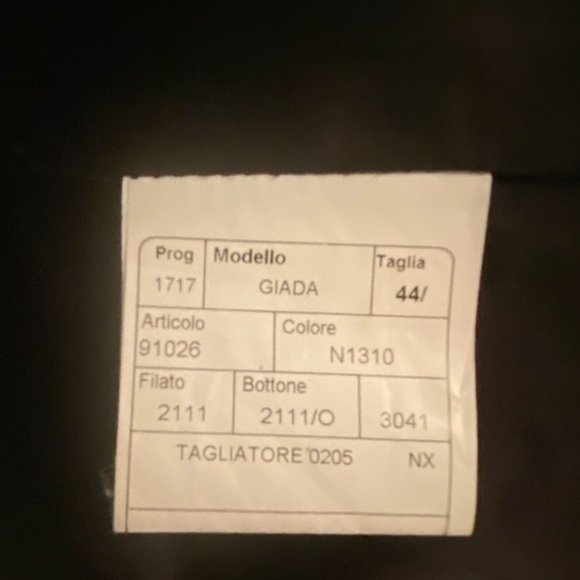 Prog Modello Taglia
1717 GIADA 44/
Articolo Colore
91026 N1310
Filato Bottone
2111 2111/O 3041
TAGLIATORE 0205 NX